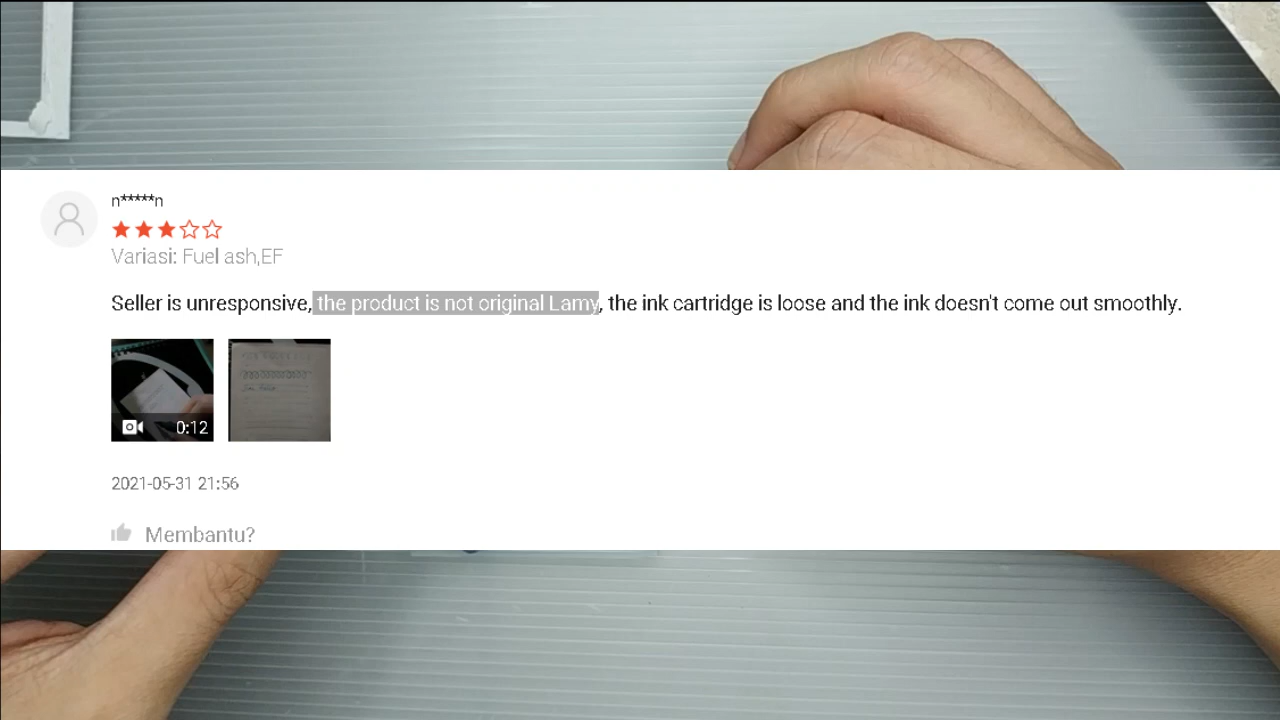 n*****n
Variasi: Fuel ash,EF
Seller is unresponsive, the product is not original Lamy, the ink cartridge is loose and the ink doesn't come out smoothly.
0:12
2021-05-31 21:56
Membantu?